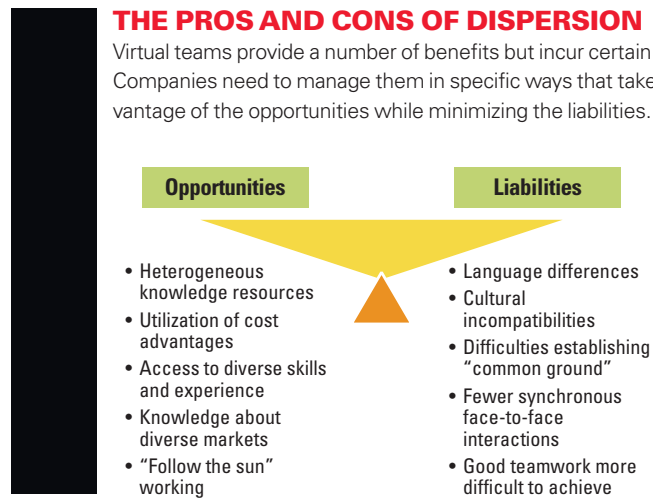 THE PROS AND CONS OF DISPERSION
Virtual teams provide a number of benefits but incur certain
Companies need to manage them in specific ways that take
vantage of the opportunities while minimizing the liabilities.
Opportunities
• Heterogeneous
knowledge resources
• Utilization of cost
advantages
• Access to diverse skills
and experience
• Knowledge about
diverse markets
• “Follow the sun”
working
Liabilities
• Language differences
• Cultural
incompatibilities
• Difficulties establishing
“common ground”
• Fewer synchronous
face-to-face
interactions
• Good teamwork more
difficult to achieve